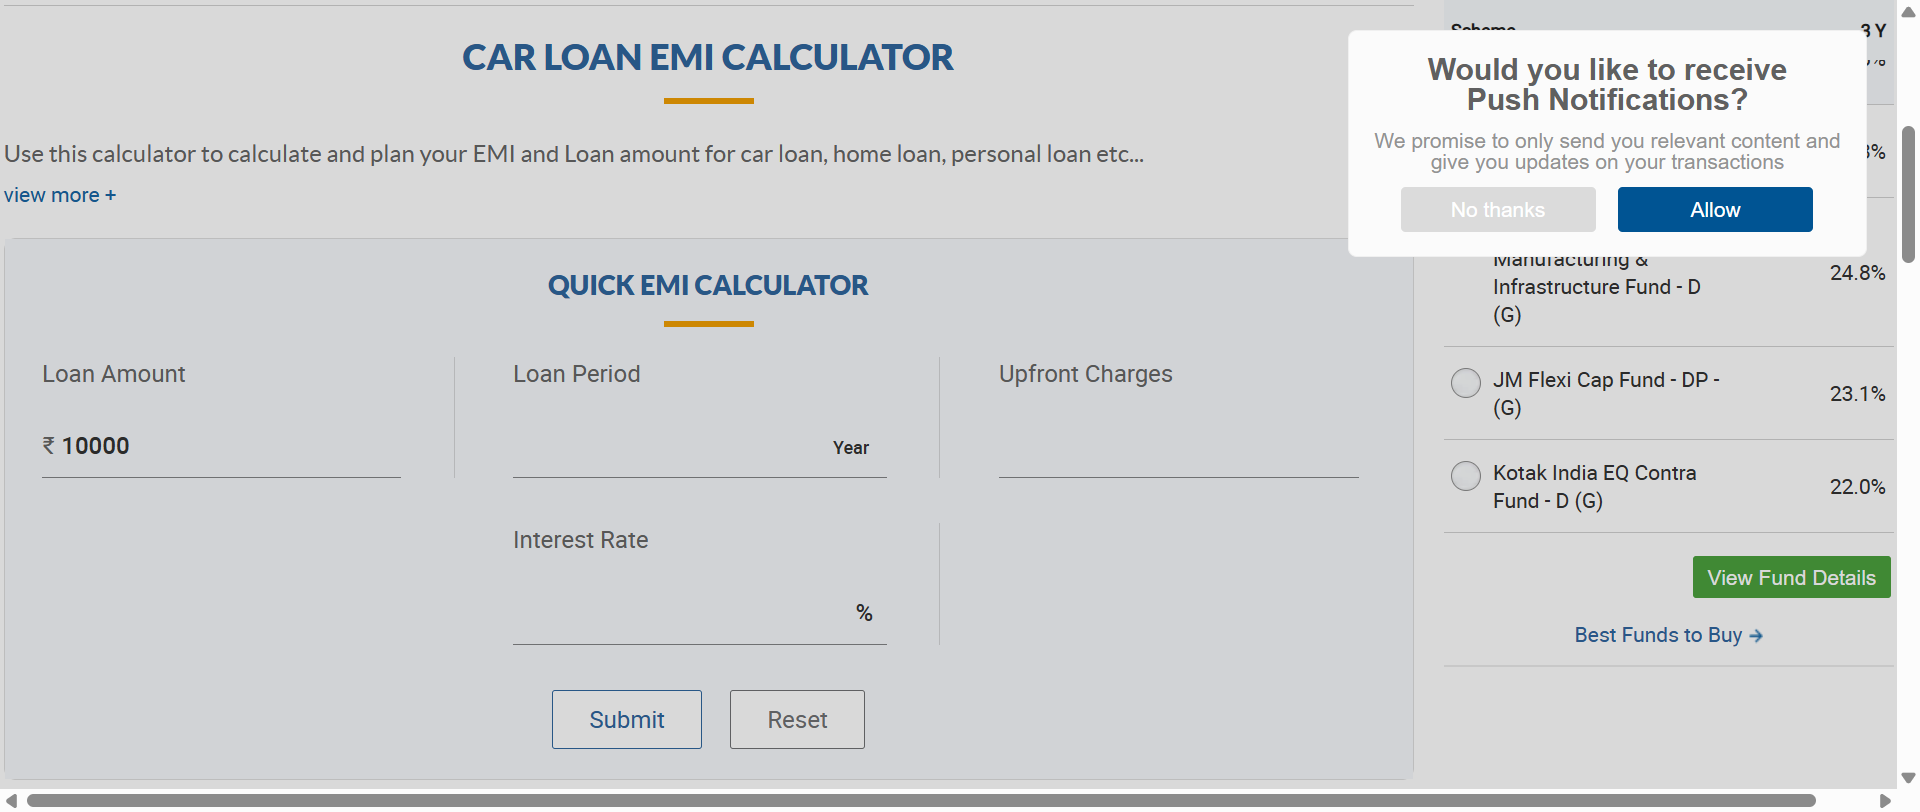 CAR LOAN EMI CALCULATOR
Use this calculator to calculate and plan your EMI and Loan amount for car loan, home loan, personal loan etc...
view more +
QUICK EMI CALCULATOR
Loan Amount
₹ 10000
Loan Period
Year
Upfront Charges
Interest Rate
%
Submit
Reset
Scheme
3 Y
Would you like to receive
Push Notifications?
We promise to only send you relevant content and
give you updates on your transactions
No thanks
Allow
Manufacturing &
Infrastructure Fund - D
(G)
24.8%
JM Flexi Cap Fund - DP -
(G)
23.1%
Kotak India EQ Contra
Fund - D (G)
22.0%
View Fund Details
Best Funds to Buy →